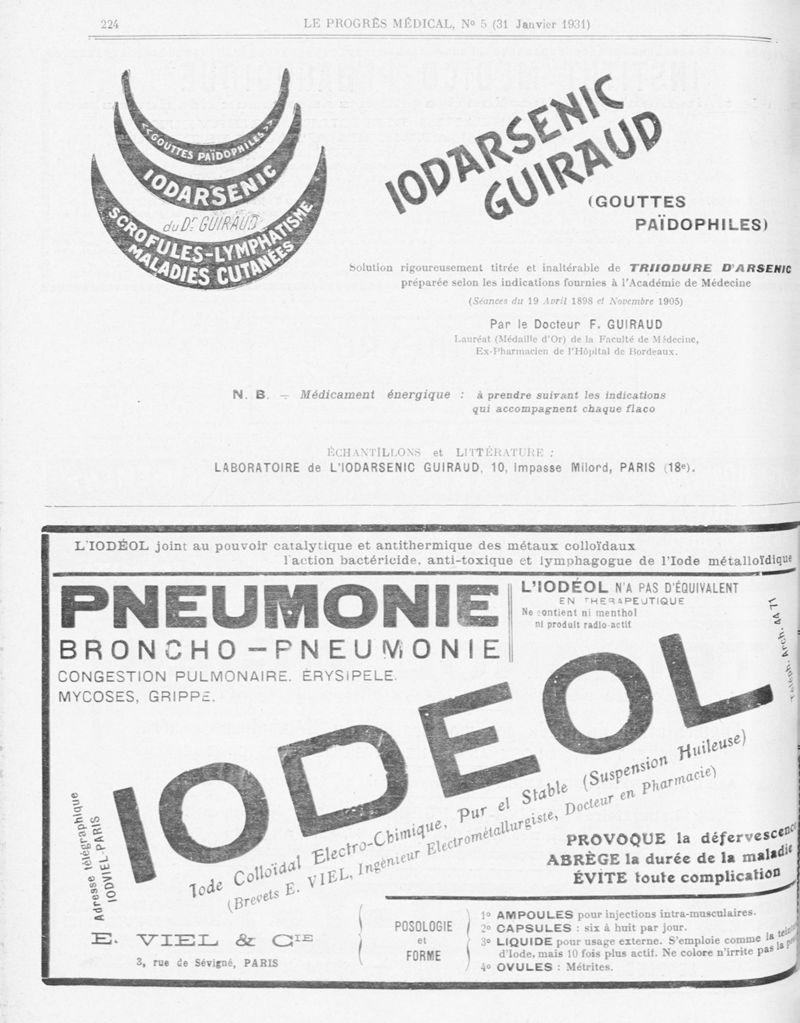 224
LE PROGRÈS MÉDICAL, No 5 (31 Janvier 1931)
<<GOUTTES PAÏDOPHILES>>
IODARSENIC
du Dr GUIRAUD
SCROFULES-LYMPHATISME
MALADIES CUTANÉES
IODARSENIC
GUIRAUD
(GOUTTES
PAÏDOPHILES)
Solution rigoureusement titrée et inaltérable de TRIIODURE D'ARSENIC
préparée selon les indications fournies à l'Académie de Médecine
(Séances du 19 Avril 1898 et Novembre 1905)
Par le Docteur F. GUIRAUD
Lauréat (Médaille d'Or) de la Faculté de Médecine,
Ex-Pharmacien de l'Hôpital de Bordeaux.
N. B. — Médicament énergique : à prendre suivant les indications
qui accompagnent chaque flaco
ÉCHANTILLONS et LITTÉRATURE :
LABORATOIRE de L'IODARSENIC GUIRAUD, 10, Impasse Milord, PARIS (18e).
L'IODÉOL joint au pouvoir catalytique et antithermique des métaux colloïdaux
l'action bactéricide, anti-toxique et lymphagogue de l'Iode métalloïdique
PNEUMONIE
BRONCHO-PNEUMONIE
CONGESTION PULMONAIRE. ÉRYSIPELE.
MYCOSES, GRIPPE.
L'IODÉOL N'A PAS D'ÉQUIVALENT
EN THERAPEUTIQUE
Ne contient ni menthol
ni produit radio-actif
Téléph. Arch. 44 71
IODEOL
Iode Colloïdal Electro-Chimique, Pur et Stable (Suspension Huileuse)
(Brevets E. VIEL, Ingénieur Electrométallurgiste, Docteur en Pharmacie)
Adresse télégraphique
IODVIEL-PARIS
PROVOQUE la défervescence
ABRÈGE la durée de la maladie
ÉVITE toute complication
E. VIEL & CIE
3, rue de Sévigné, PARIS
POSOLOGIE
et
FORME
1o AMPOULES pour injections intra-musculaires.
2o CAPSULES : six à huit par jour.
3o LIQUIDE pour usage externe. S'emploie comme la
d'Iode, mais 10 fois plus actif. Ne colore n'irrite pas la
4o OVULES : Métrites.